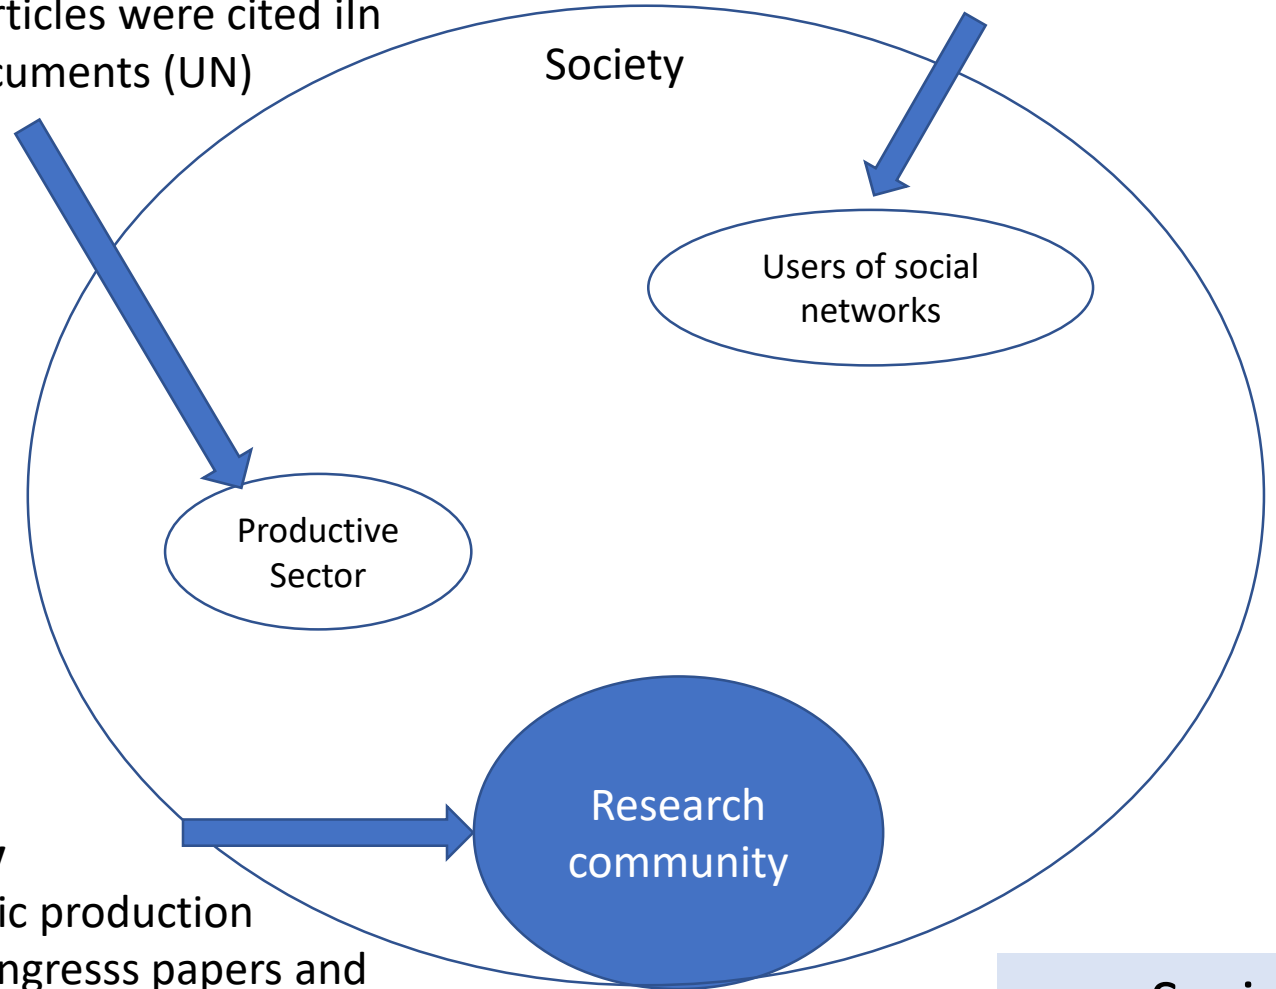 rticles were cited iIn
cuments (UN)
Society
Users of social
networks
Productive
Sector
Research
community
y
ic production
ngresss papers and